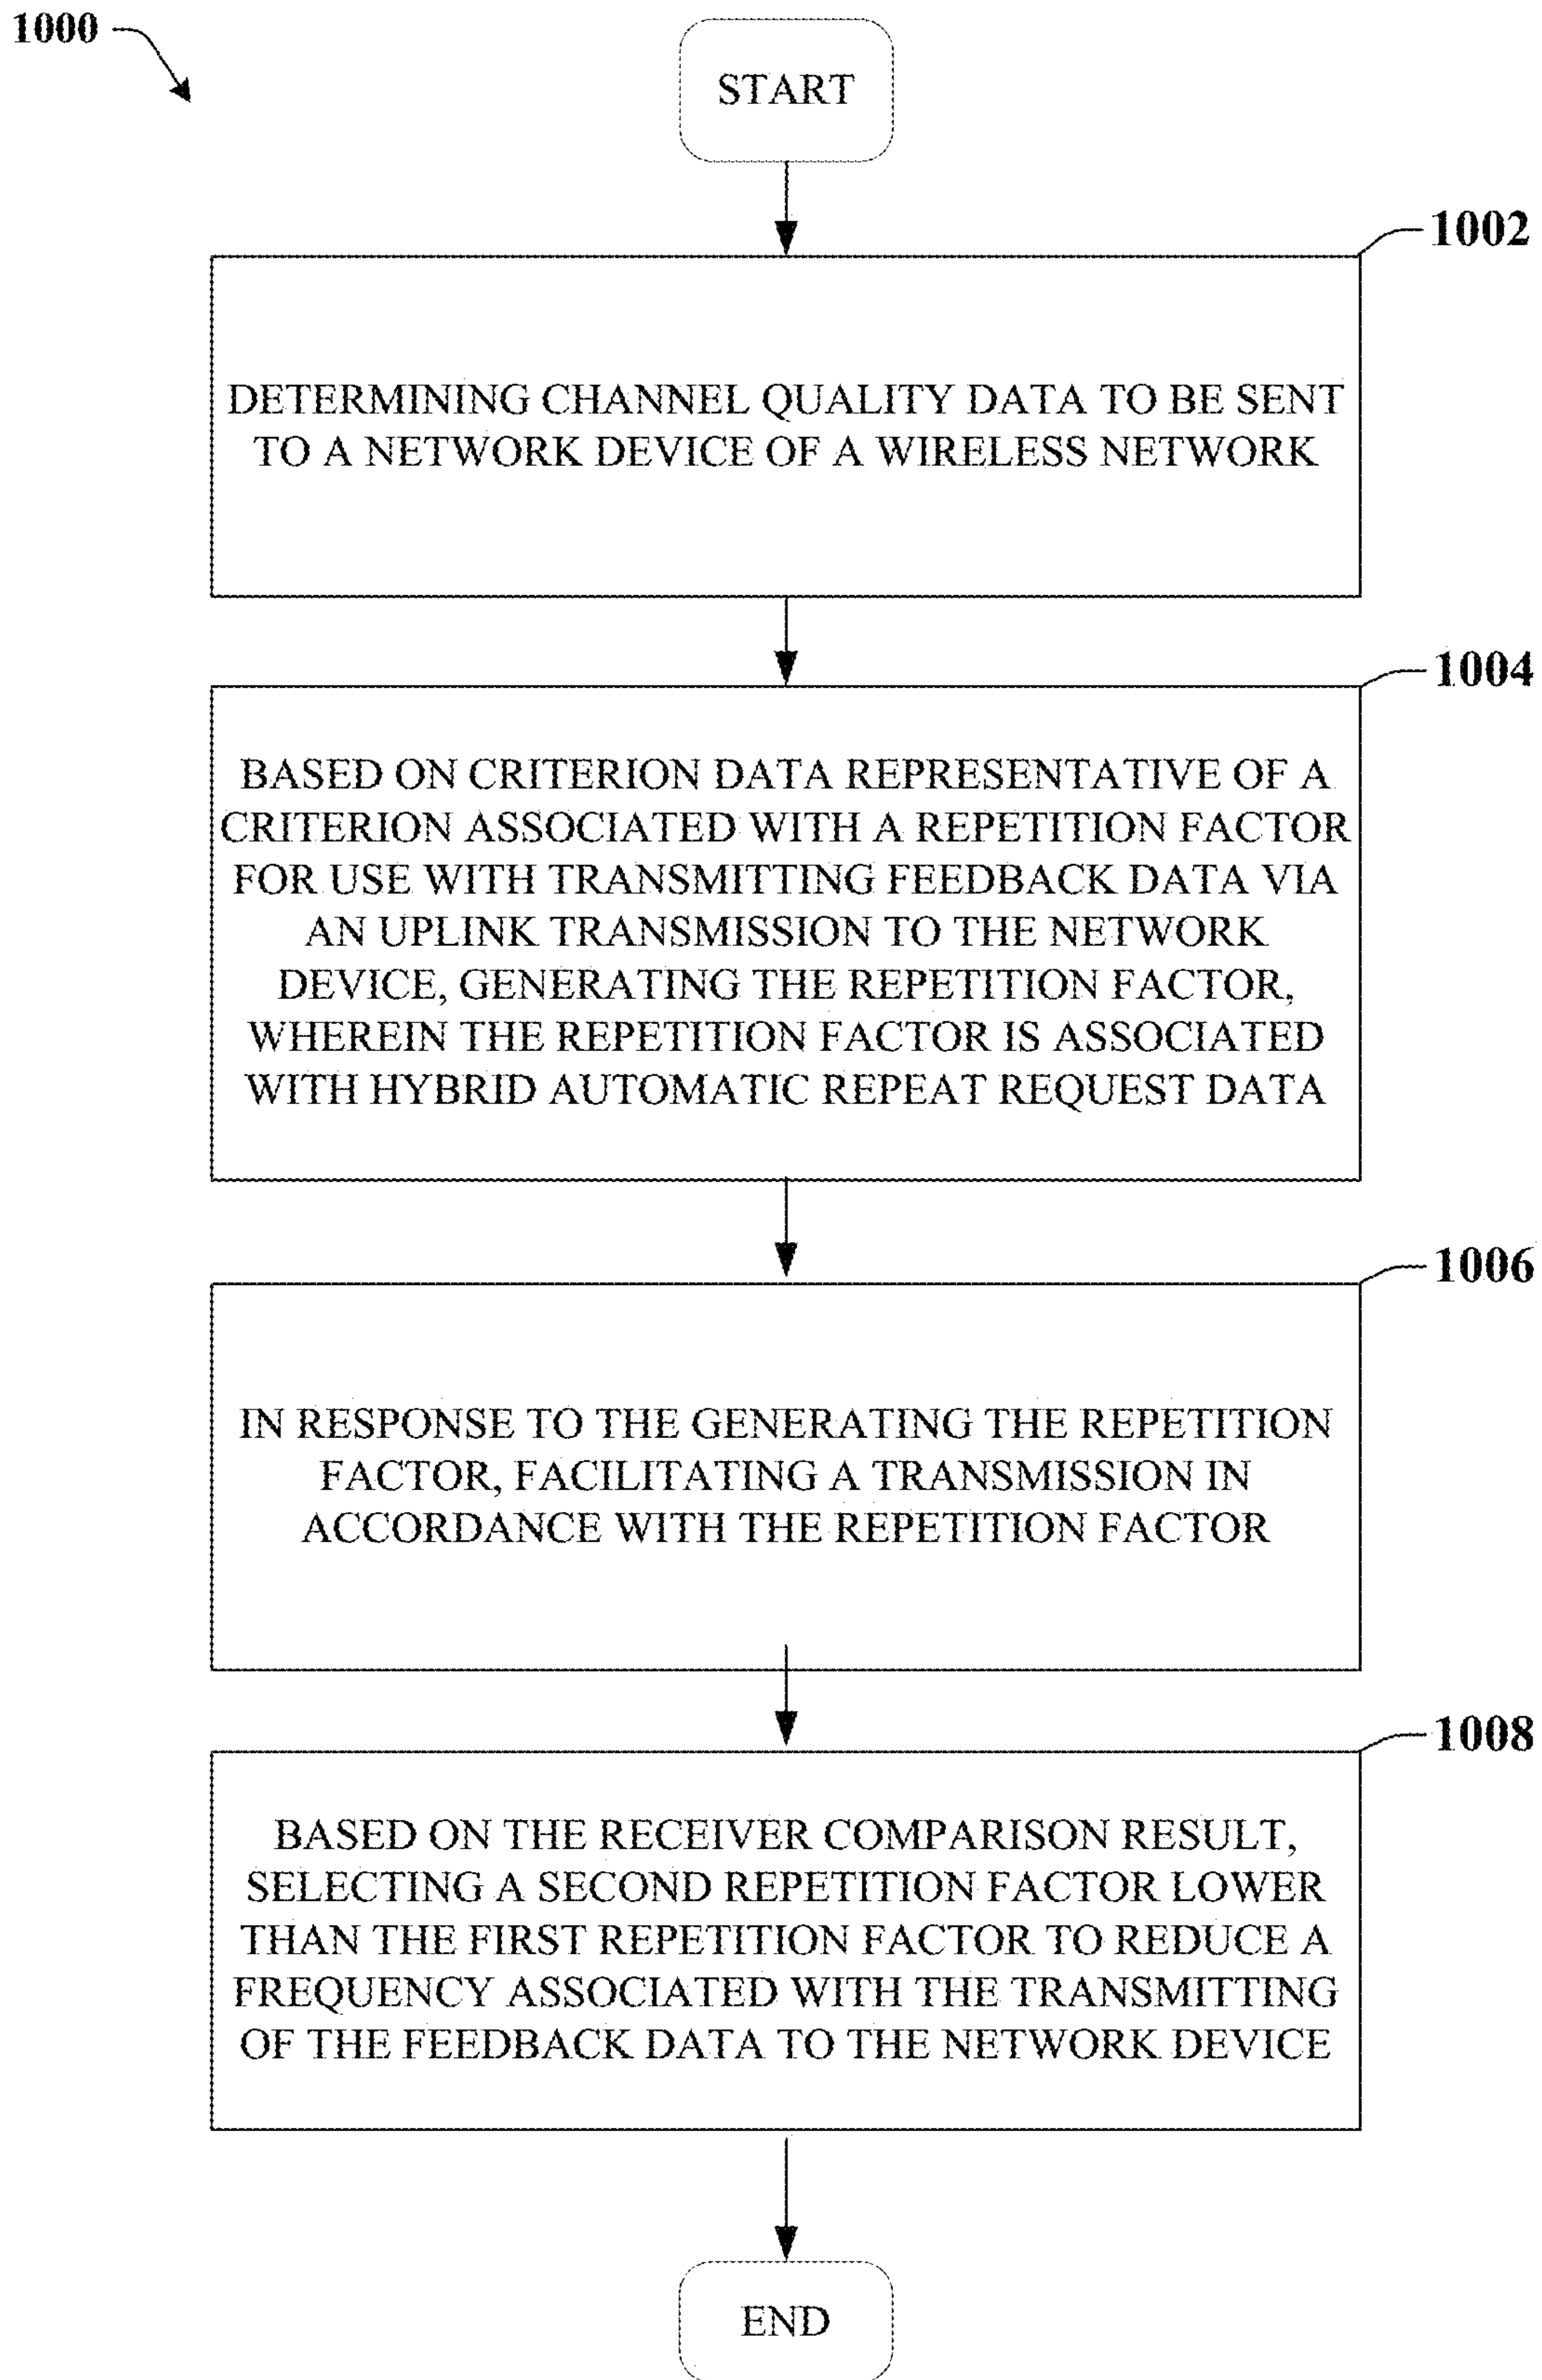 1000
START
1002
DETERMINING CHANNEL QUALITY DATA TO BE SENT
TO A NETWORK DEVICE OF A WIRELESS NETWORK
1004
BASED ON CRITERION DATA REPRESENTATIVE OF A
CRITERION ASSOCIATED WITH A REPETITION FACTOR
FOR USE WITH TRANSMITTING FEEDBACK DATA VIA
AN UPLINK TRANSMISSION TO THE NETWORK
DEVICE, GENERATING THE REPETITION FACTOR,
WHEREIN THE REPETITION FACTOR IS ASSOCIATED
WITH HYBRID AUTOMATIC REPEAT REQUEST DATA
1006
IN RESPONSE TO THE GENERATING THE REPETITION
FACTOR, FACILITATING A TRANSMISSION IN
ACCORDANCE WITH THE REPETITION FACTOR
1008
BASED ON THE RECEIVER COMPARISON RESULT,
SELECTING A SECOND REPETITION FACTOR LOWER
THAN THE FIRST REPETITION FACTOR TO REDUCE A
FREQUENCY ASSOCIATED WITH THE TRANSMITTING
OF THE FEEDBACK DATA TO THE NETWORK DEVICE
END